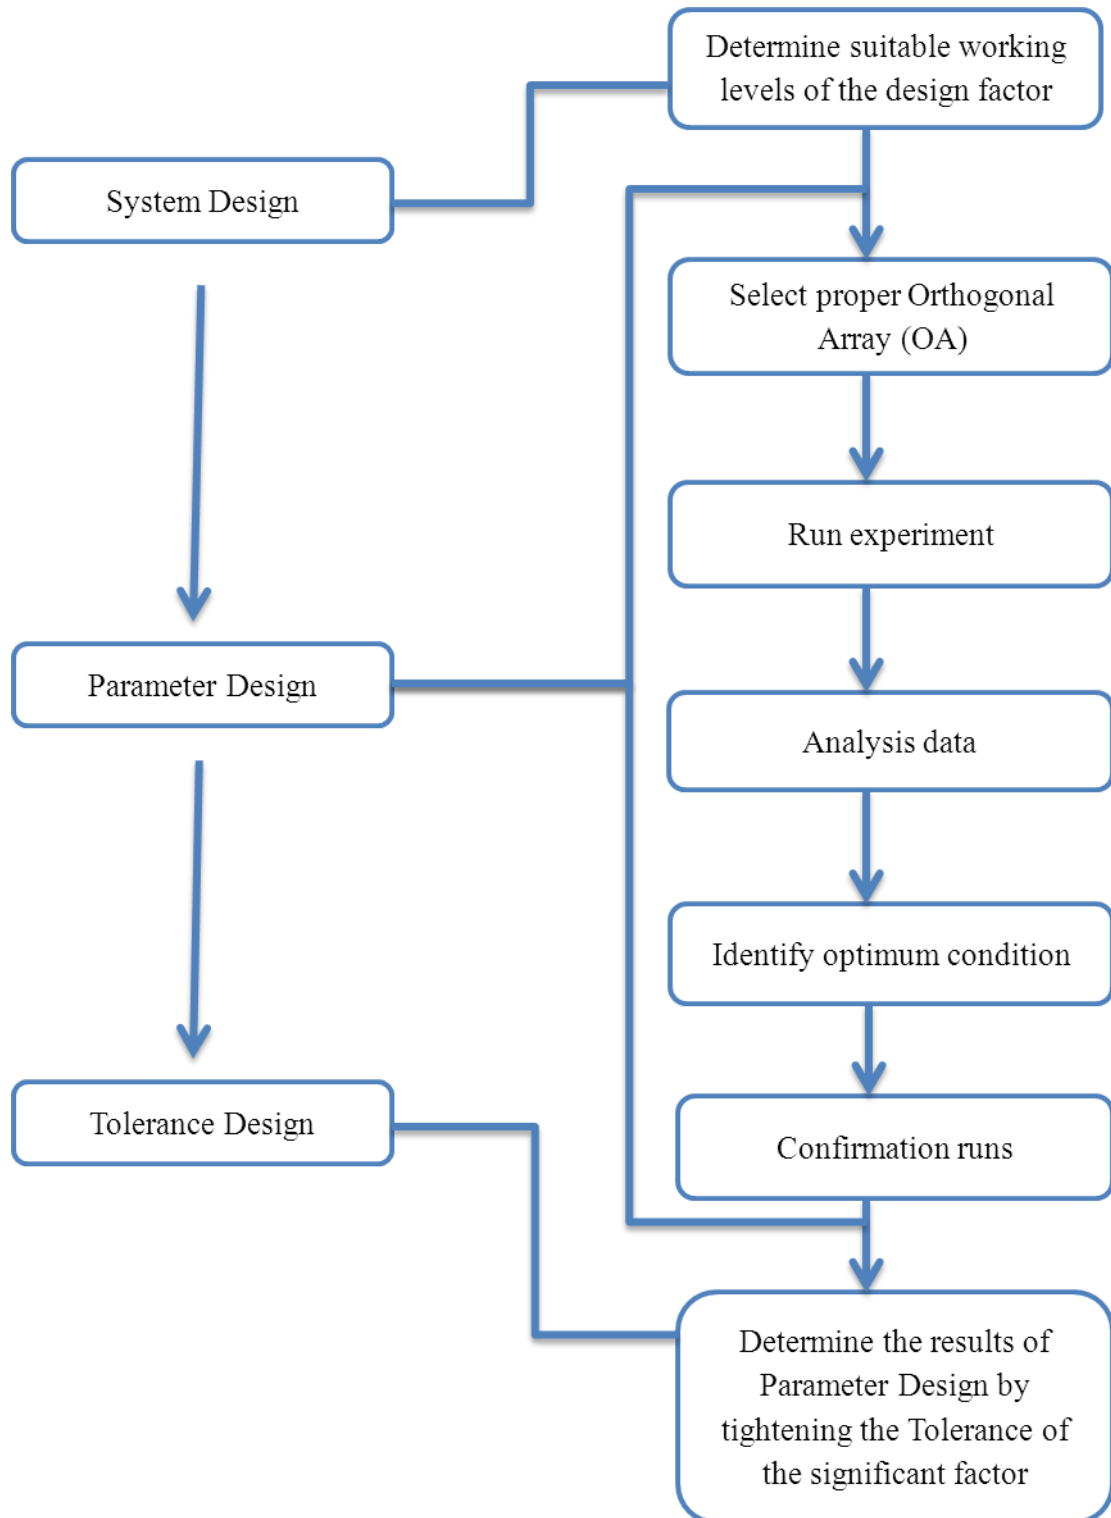 Determine suitable working
levels of the design factor
System Design
Select proper Orthogonal
Array (OA)
Run experiment
Parameter Design
Analysis data
Identify optimum condition
Tolerance Design
Confirmation runs
Determine the results of
Parameter Design by
tightening the Tolerance of
the significant factor